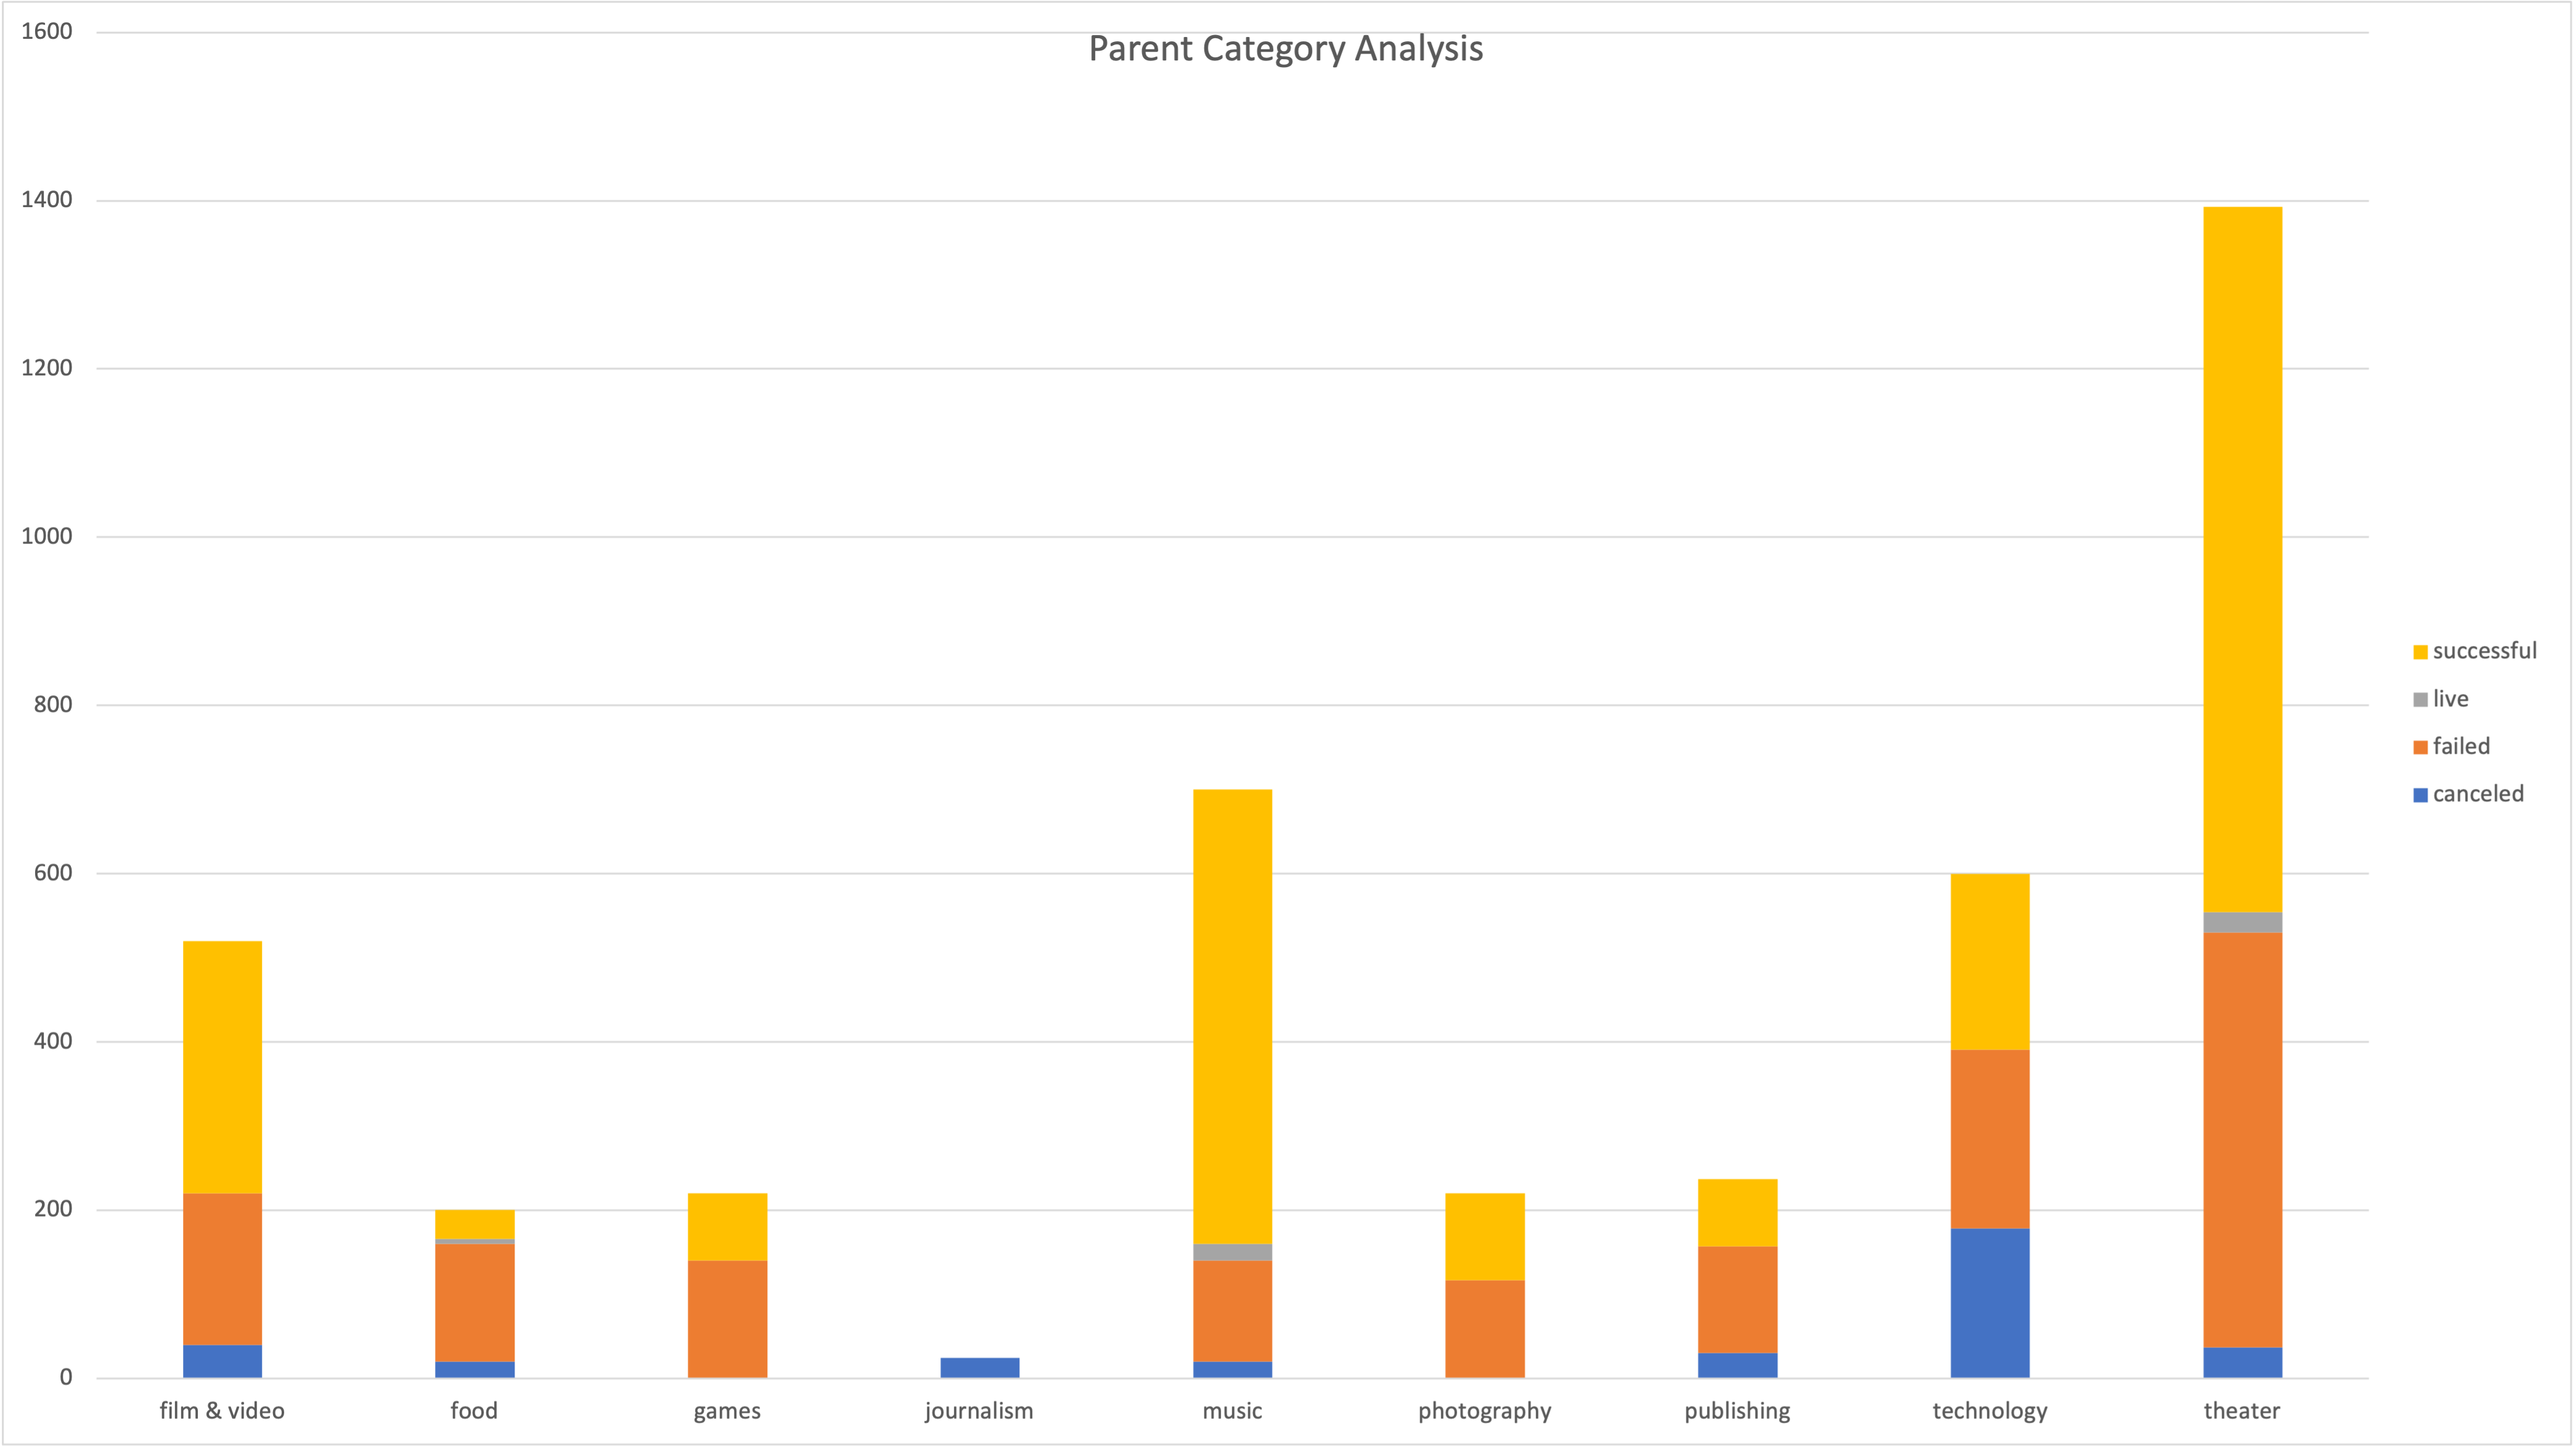 Parent Category Analysis
1600
1400
1200
1000
800
600
400
200
0
film & video
food
games
journalism
music
photography
publishing
technology
theater
successful
live
failed
canceled